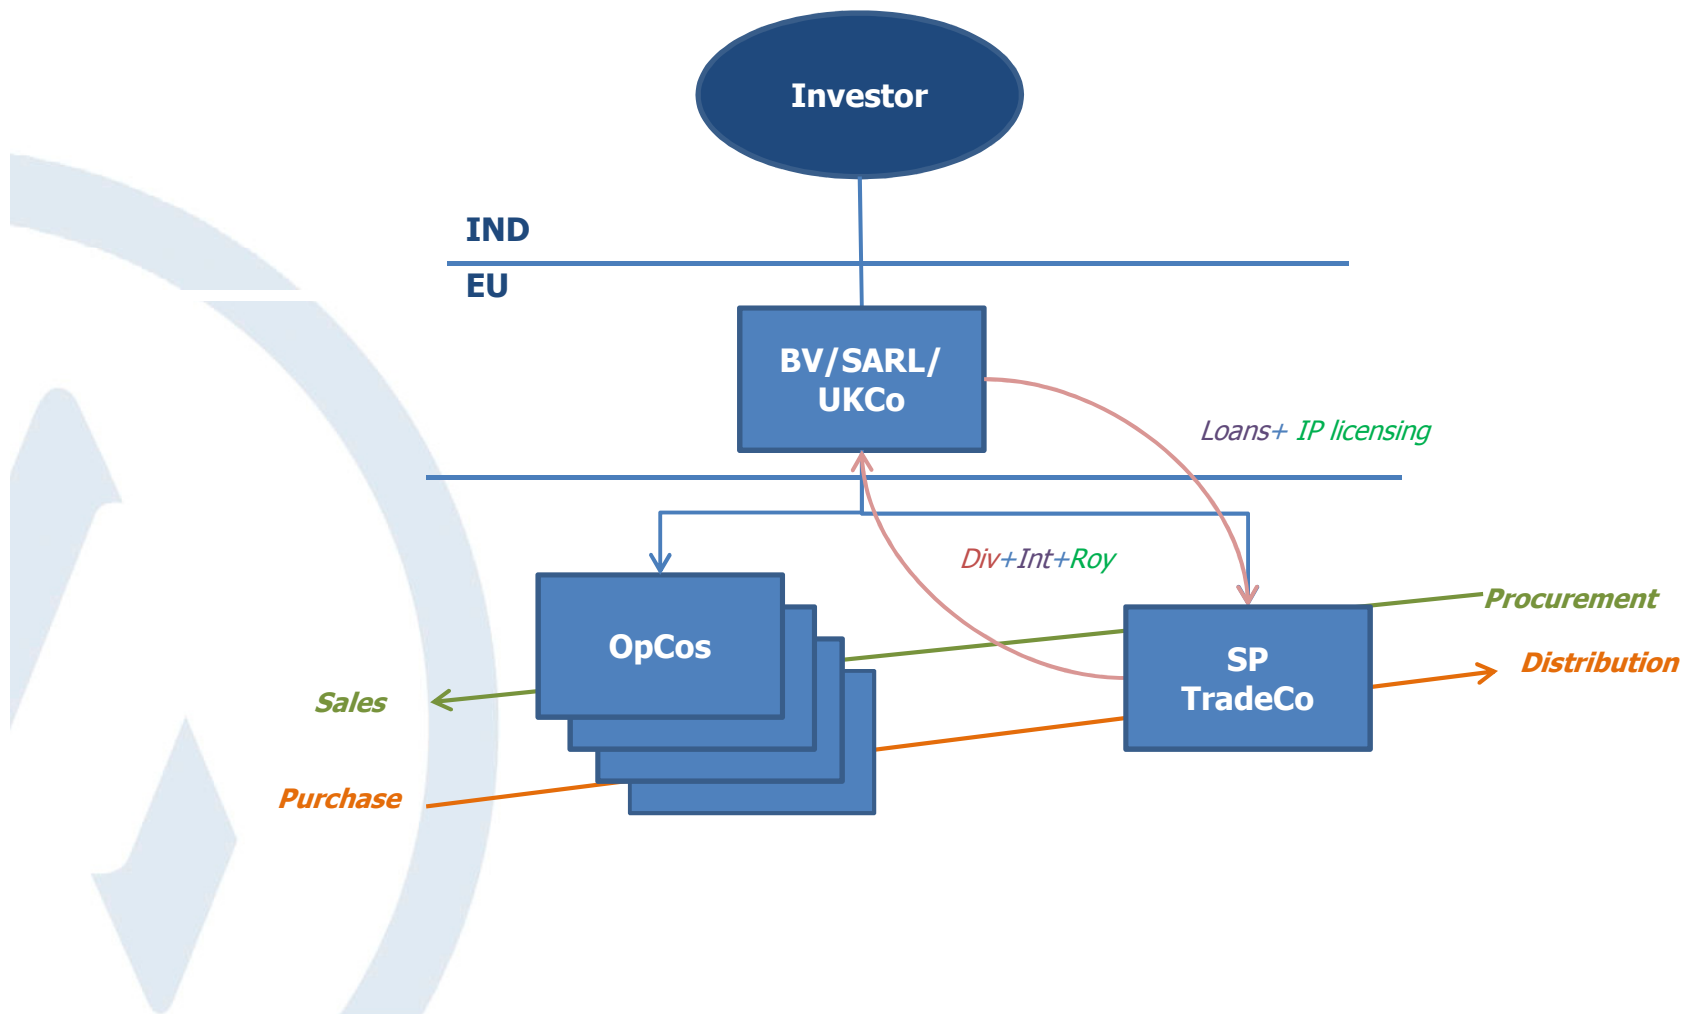 Investor
IND
EU
BV/SARL/
UKCo
Loans+ IP licensing
Div+Int+Roy
Procurement
OpCos
SP
TradeCo
Distribution
Sales
Purchase